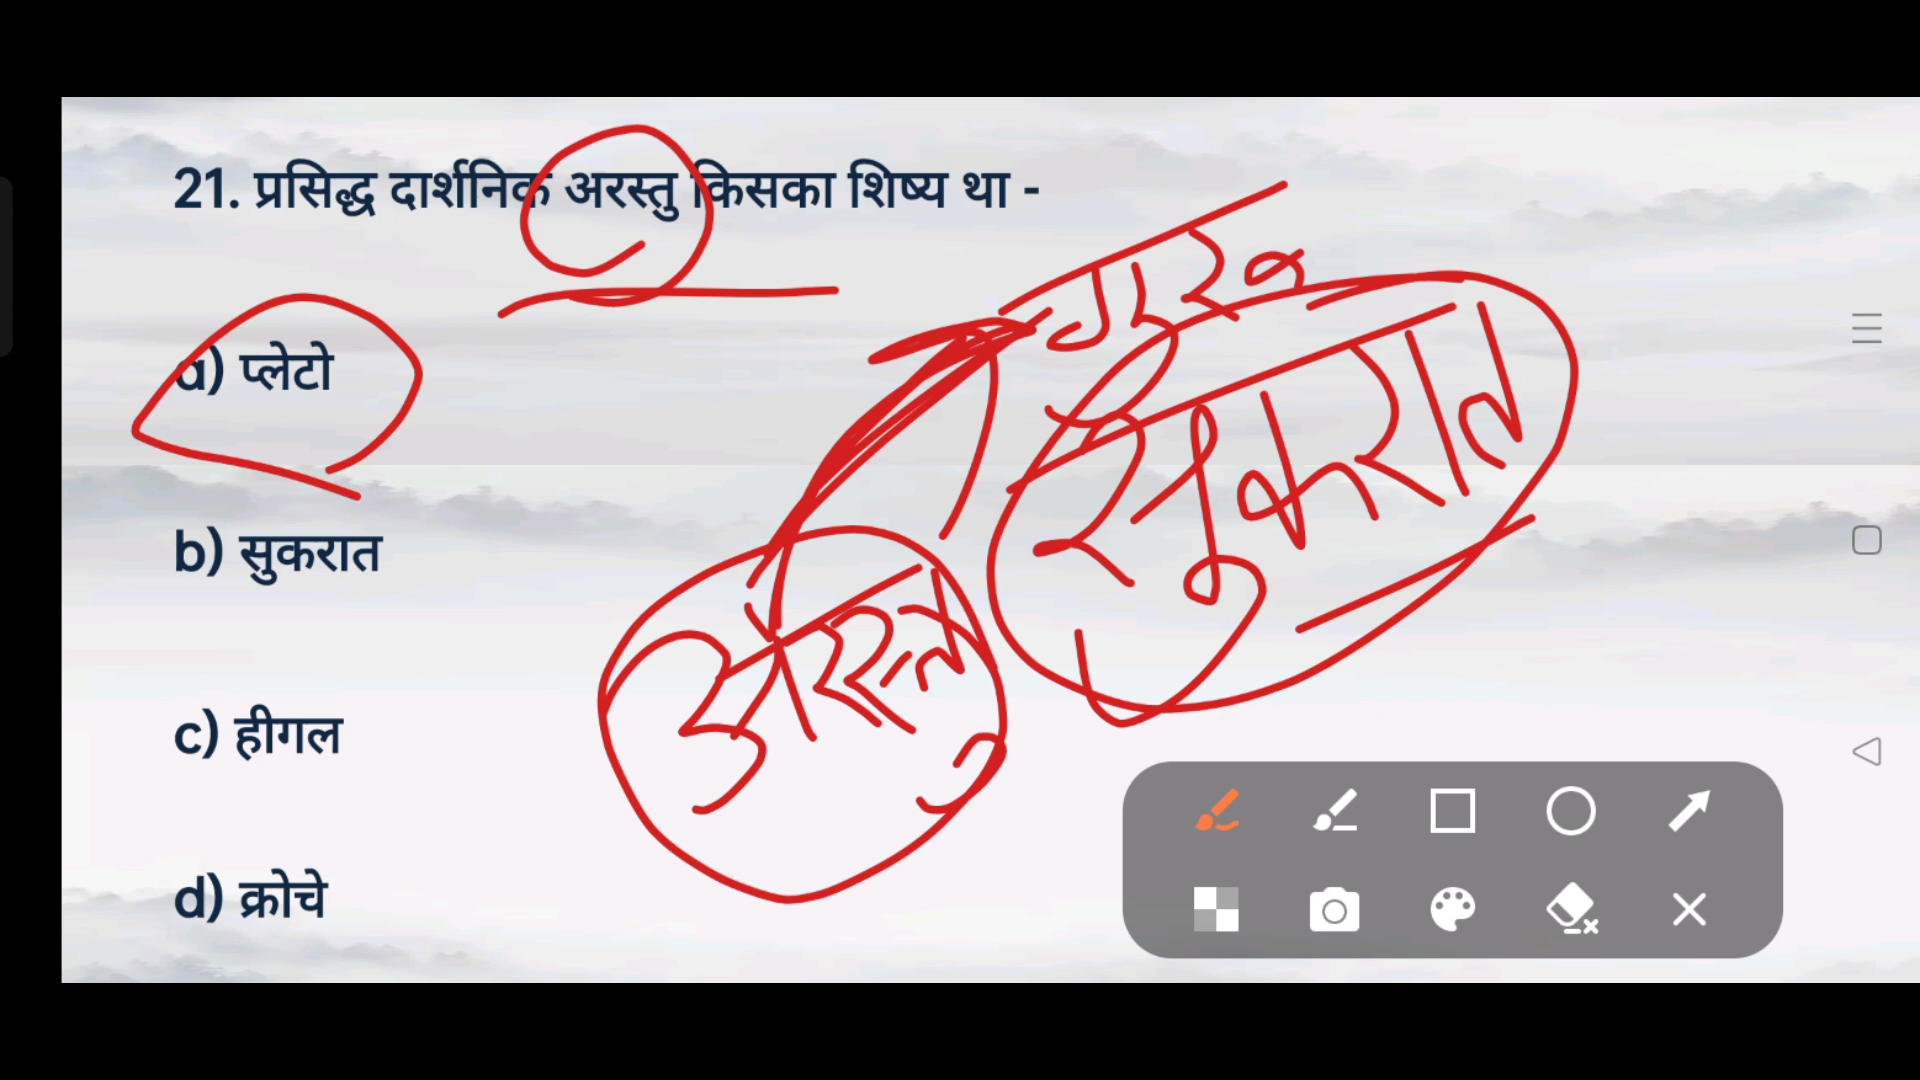 21. प्रसिद्ध दार्शनिक अरस्तु किसका शिष्य था -
a) प्लेटो
b) सुकरात
c) हीगल
d) क्रोचे
सुकरात
अरस्तु